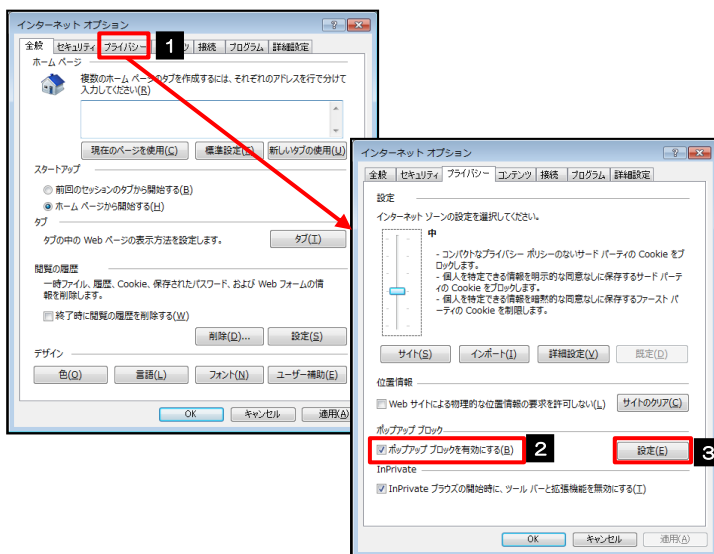 インターネット オプション
全般 セキュリティ プライバシー ツ 接続 プログラム 詳細設定
1
ホーム ページ
複数のホーム ページのタブを作成するには、それぞれのアドレスを行で分けて
入力してください(R)
現在のページを使用(C) 標準設定(E) 新しいタブの使用(U)
スタートアップ
前回のセッションのタブから開始する(B)
ホーム ページから開始する(H)
タブ
タブの中の Web ページの表示方法を設定します。 タブ(T)
閲覧の履歴
一時ファイル、履歴、Cookie、保存されたパスワード、および Web フォームの情
報を削除します。
終了時に閲覧の履歴を削除する(W)
削除(D)... 設定(S)
デザイン
色(O) 言語(L) フォント(N) ユーザー補助(E)
OK キャンセル 適用(A)
インターネット オプション
全般 セキュリティ プライバシー コンテンツ 接続 プログラム 詳細設定
設定
インターネット ゾーンの設定を選択してください。
中
- コンパクトなプライバシー ポリシーのないサード パーティの Cookie をブ
ロックします。
- 個人を特定できる情報を明示的な同意なしに保存するサード パーテ
ィの Cookie をブロックします。
- 個人を特定できる情報を暗黙的な同意なしに保存するファースト パ
ーティの Cookie を制限します。
サイト(S) インポート(I) 詳細設定(V) 既定(D)
位置情報
Web サイトによる物理的な位置情報の要求を許可しない(L) サイトのクリア(C)
ポップアップ ブロック
ポップアップ ブロックを有効にする(B) 2 設定(E) 3
InPrivate
InPrivate ブラウズの開始時に、ツール バーと拡張機能を無効にする(T)
OK キャンセル 適用(A)